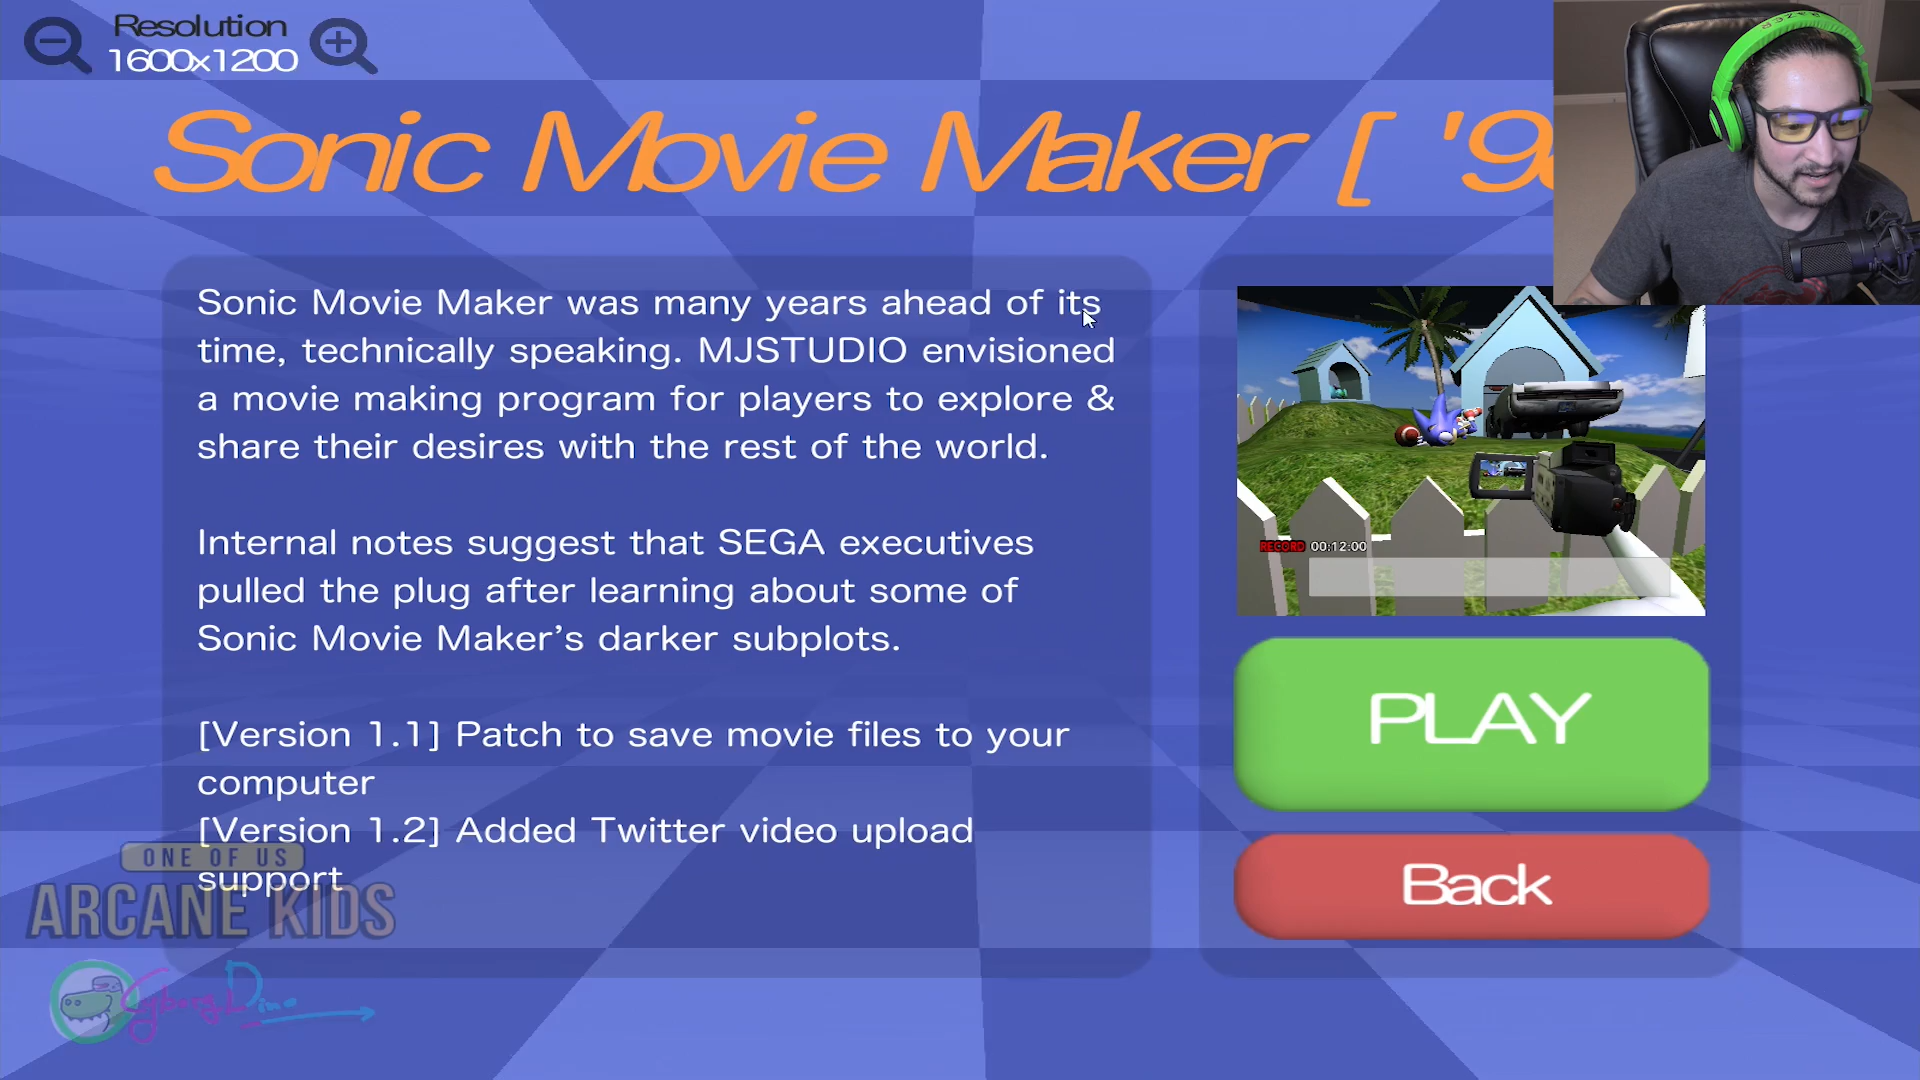 Resolution
1600x1200
Sonic Movie Maker [ '9
RAZER
Sonic Movie Maker was many years ahead of its
time, technically speaking. MJSTUDIO envisioned
a movie making program for players to explore &
share their desires with the rest of the world.
Internal notes suggest that SEGA executives
pulled the plug after learning about some of
Sonic Movie Maker's darker subplots.
[Version 1.1] Patch to save movie files to your
computer
[Version 1.2] Added Twitter video upload
support
RECORD 00:12:00
PLAY
Back
ONE OF US
ARCANE KIDS
CyborgDino